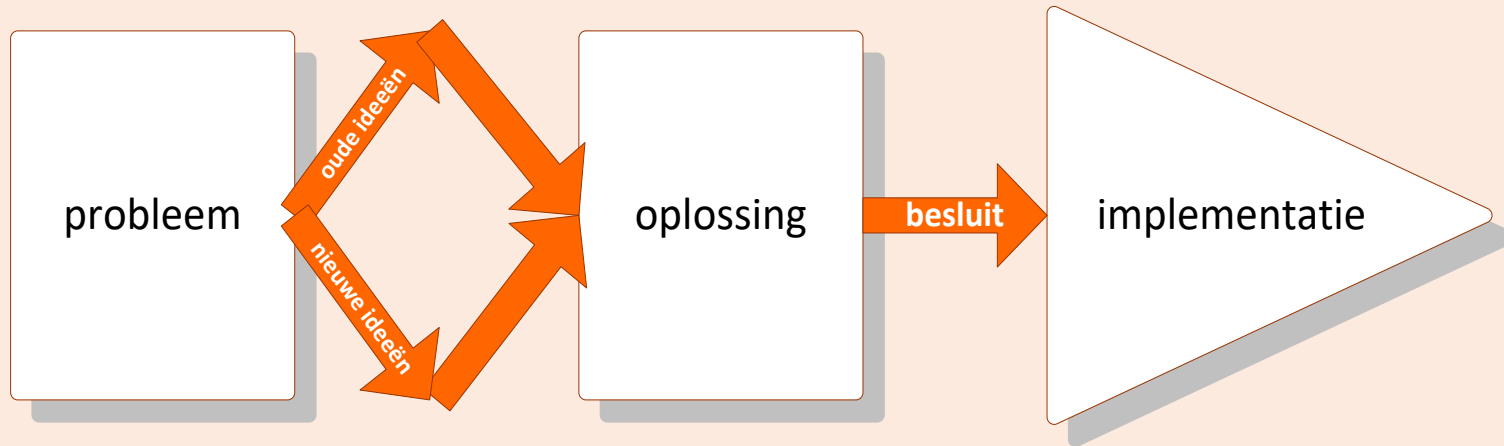 probleem
oude ideeën
nieuwe ideeën
oplossing
besluit
implementatie